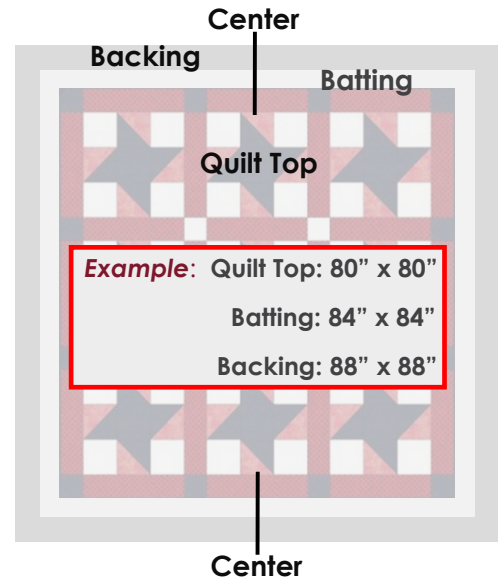 Center
Backing
Batting
Quilt Top
Example: Quilt Top: 80” x 80”
Batting: 84” x 84”
Backing: 88” x 88”
Center